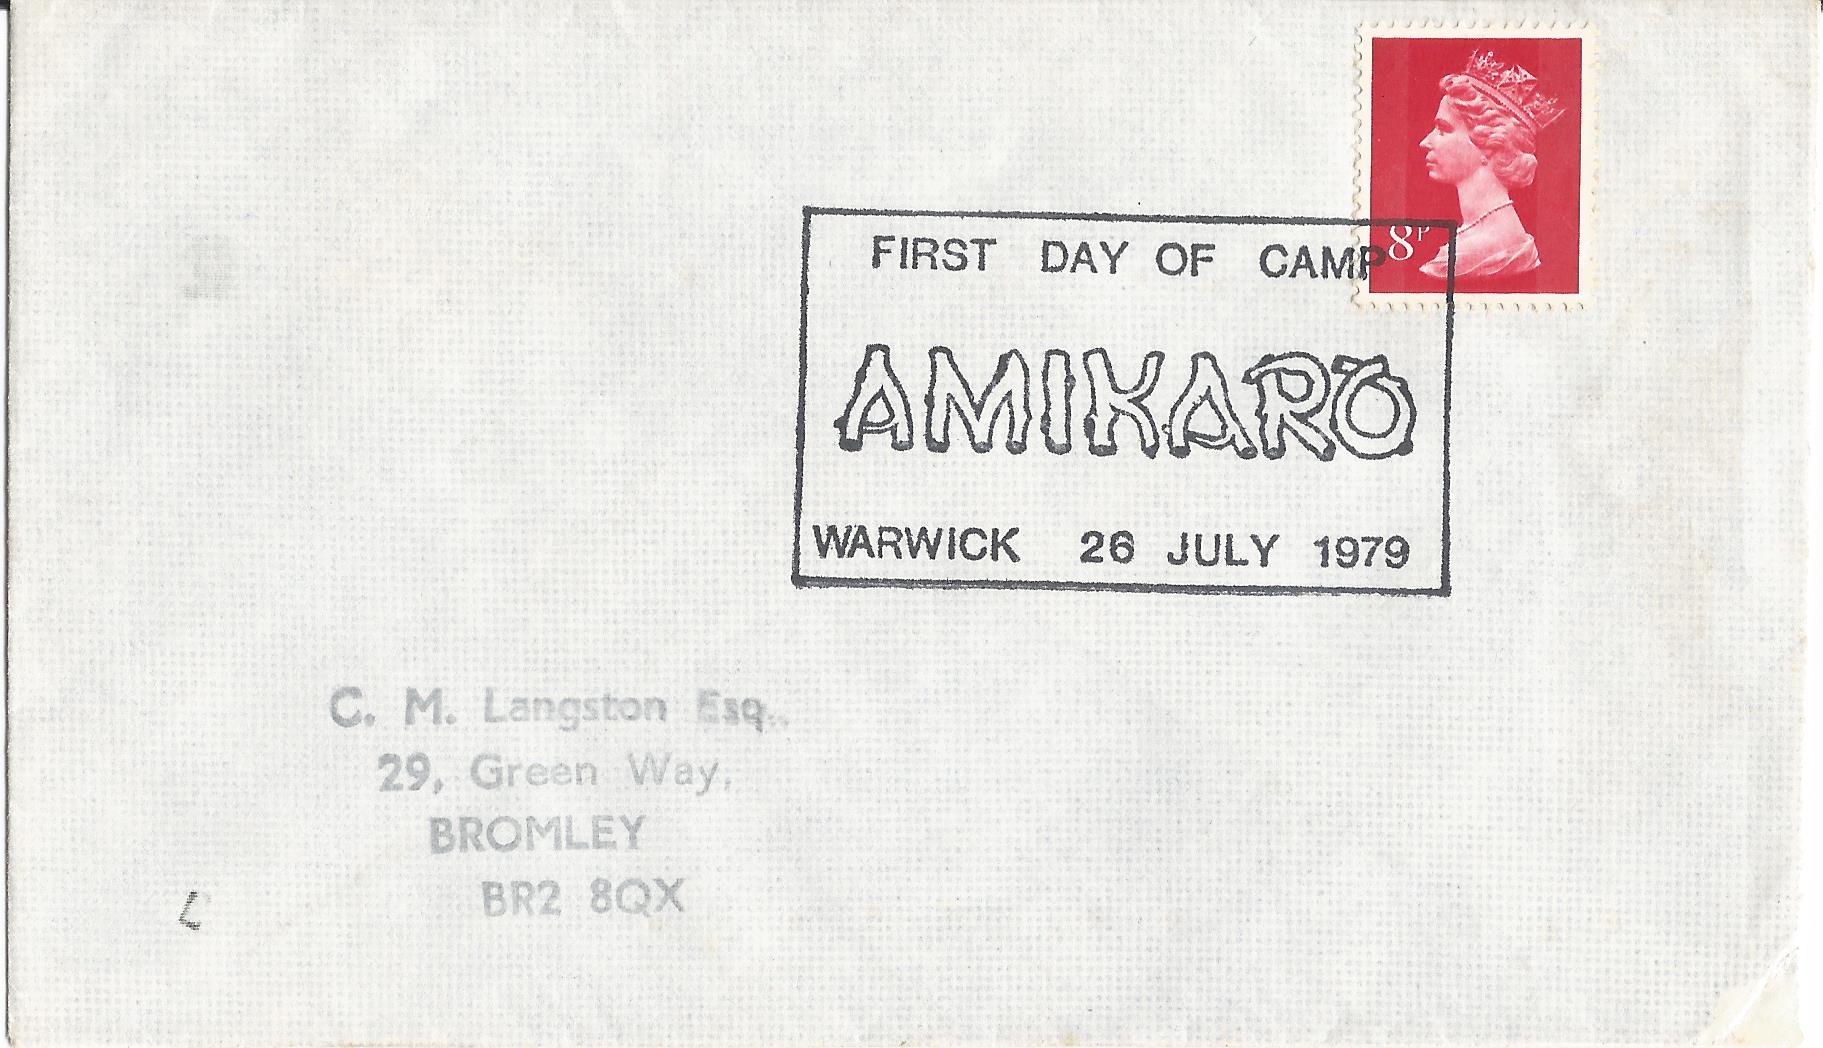 8P
FIRST DAY OF CAMP
AMIKARO
WARWICK 26 JULY 1979
C. M. Langston Esq.,
29, Green Way,
BROMLEY
BR2 8QX